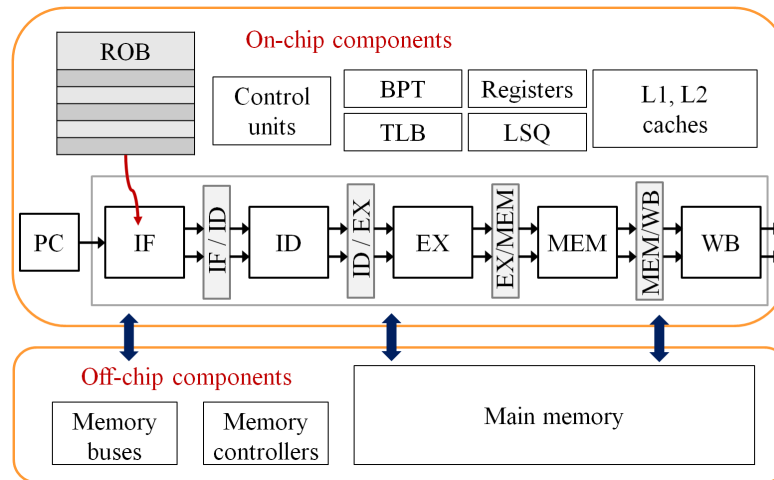 On-chip components
ROB
Control
units
BPT
Registers
TLB
LSQ
L1, L2
caches
PC
IF
IF / ID
ID
ID / EX
EX
EX/MEM
MEM
MEM/WB
WB
Off-chip components
Memory
buses
Memory
controllers
Main memory